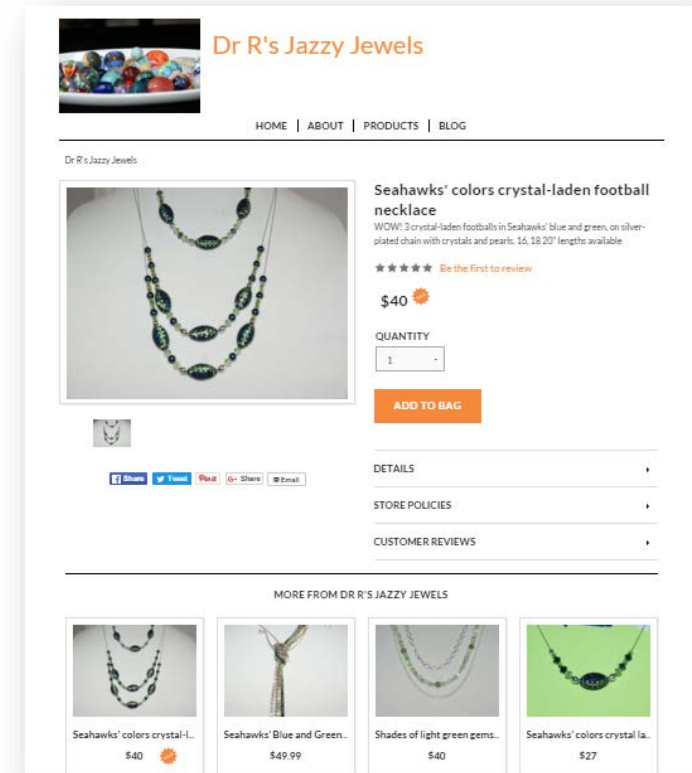 Dr R's Jazzy Jewels
HOME | ABOUT | PRODUCTS | BLOG
Dr R's Jazzy Jewels
Seahawks' colors crystal-laden football
necklace
WOW! 3 crystal-laden footballs in Seahawks' blue and green, on silver-
plated chain with crystals and pearls. 16, 18 20" lengths available
Be the first to review
$40
QUANTITY
1
ADD TO BAG
Share Tweet Pin it G+ Share Email
DETAILS
STORE POLICIES
CUSTOMER REVIEWS
MORE FROM DR R'S JAZZY JEWELS
Seahawks' colors crystal-l... Seahawks' Blue and Green... Shades of light green gems... Seahawks' colors crystal la...
$40 $49.99 $40 $27